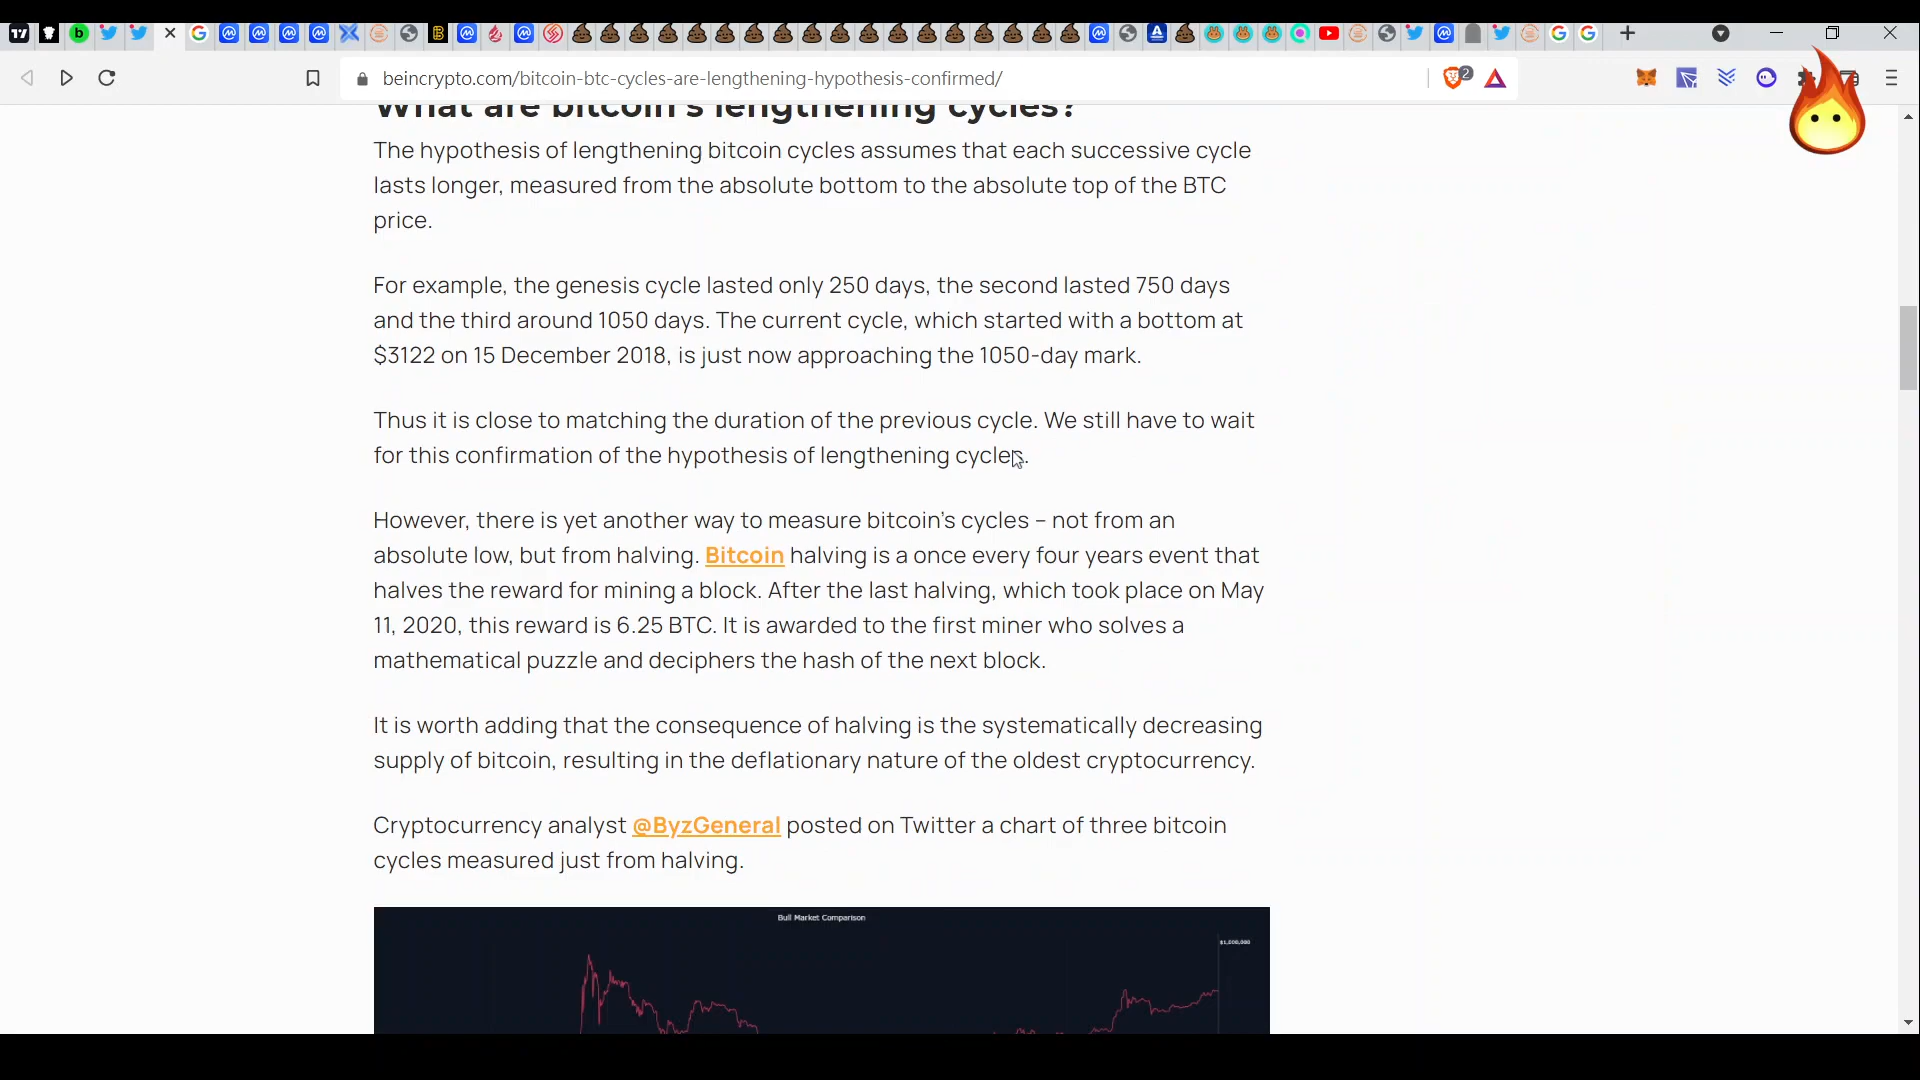 beincrypto.com/bitcoin-btc-cycles-are-lengthening-hypothesis-confirmed/
2
What are bitcoin's lengthening cycles?
The hypothesis of lengthening bitcoin cycles assumes that each successive cycle
lasts longer, measured from the absolute bottom to the absolute top of the BTC
price.
For example, the genesis cycle lasted only 250 days, the second lasted 750 days
and the third around 1050 days. The current cycle, which started with a bottom at
$3122 on 15 December 2018, is just now approaching the 1050-day mark.
Thus it is close to matching the duration of the previous cycle. We still have to wait
for this confirmation of the hypothesis of lengthening cycles.
However, there is yet another way to measure bitcoin’s cycles – not from an
absolute low, but from halving. Bitcoin halving is a once every four years event that
halves the reward for mining a block. After the last halving, which took place on May
11, 2020, this reward is 6.25 BTC. It is awarded to the first miner who solves a
mathematical puzzle and deciphers the hash of the next block.
It is worth adding that the consequence of halving is the systematically decreasing
supply of bitcoin, resulting in the deflationary nature of the oldest cryptocurrency.
Cryptocurrency analyst @ByzGeneral posted on Twitter a chart of three bitcoin
cycles measured just from halving.
Bull Market Comparison
$1,000,000